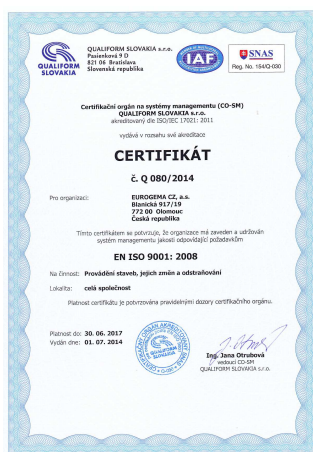 QUALIFORM
SLOVAKIA
QUALIFORM SLOVAKIA s.r.o.
Pasienková 9 D
821 06 Bratislava
Slovenská republika
IAF
SNAS
Reg. No. 154/Q-030
Certifikační orgán na systémy managementu (CO-SM)
QUALIFORM SLOVAKIA s.r.o.
akreditovaný dle ISO/IEC 17021: 2011
vydává v rozsahu své akreditace
CERTIFIKÁT
č. Q 080/2014
Pro organizaci: EUROGEMA CZ, a.s.
Blanická 917/19
772 00 Olomouc
Česká republika
Tímto certifikátem se potvrzuje, že organizace má zaveden a udržován
systém managementu jakosti odpovídající požadavkům
EN ISO 9001: 2008
Na činnost: Provádění staveb, jejich změn a odstraňování
Lokalita: celá společnost
Platnost certifikátu je potvrzována pravidelnými dozory certifikačního orgánu.
Platnost do: 30. 06. 2017
Vydán dne: 01. 07. 2014
QUALIFORM
SLOVAKIA
Ing. Jana Otrubová
vedoucí CO-SM
QUALIFORM SLOVAKIA s.r.o.